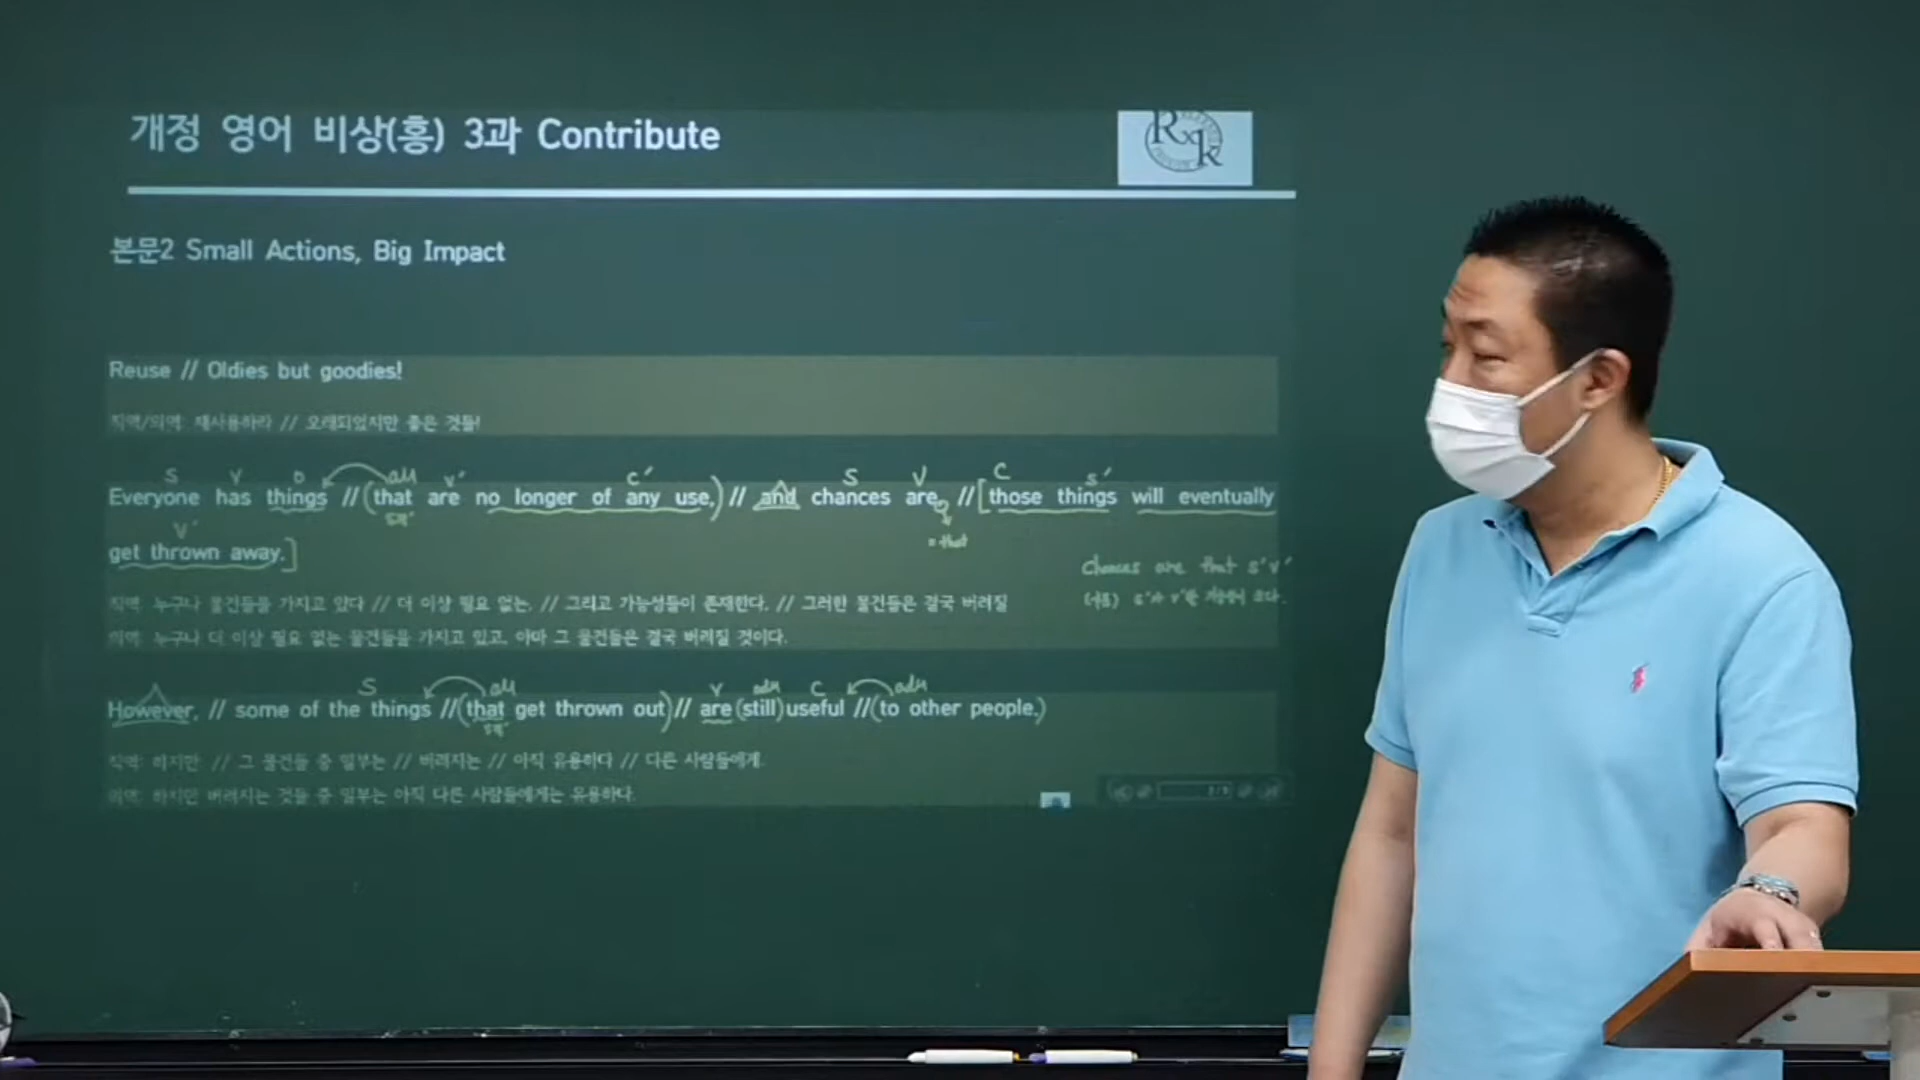 개정 영어 비상(홍) 3과 Contribute
R x k
본문2 Small Actions, Big Impact
Reuse // Oldies but goodies!
직역/의역: 재사용하라 // 오래되었지만 좋은 것들!
S V O adj V' C' S V C S'
Everyone has things //(that are no longer of any use,)// and chances are, //[those things will eventually
V'
= that
get thrown away.]
Chances are that S' V'
직역: 누구나 물건들을 가지고 있다 // 더 이상 필요 없는, // 그리고 가능성들이 존재한다, // 그러한 물건들은 결국 버려질
의역: 누구나 더 이상 필요 없는 물건들을 가지고 있고, 아마 그 물건들은 결국 버려질 것이다.
S adj V adv C adv
However, // some of the things //(that get thrown out)// are (still) useful //(to other people.)
직역: 하지만 // 그 물건들 중 일부는 // 버려지는 // 아직 유용하다 // 다른 사람들에게.
의역: 하지만 버려지는 것들 중 일부는 아직 다른 사람들에게는 유용하다.